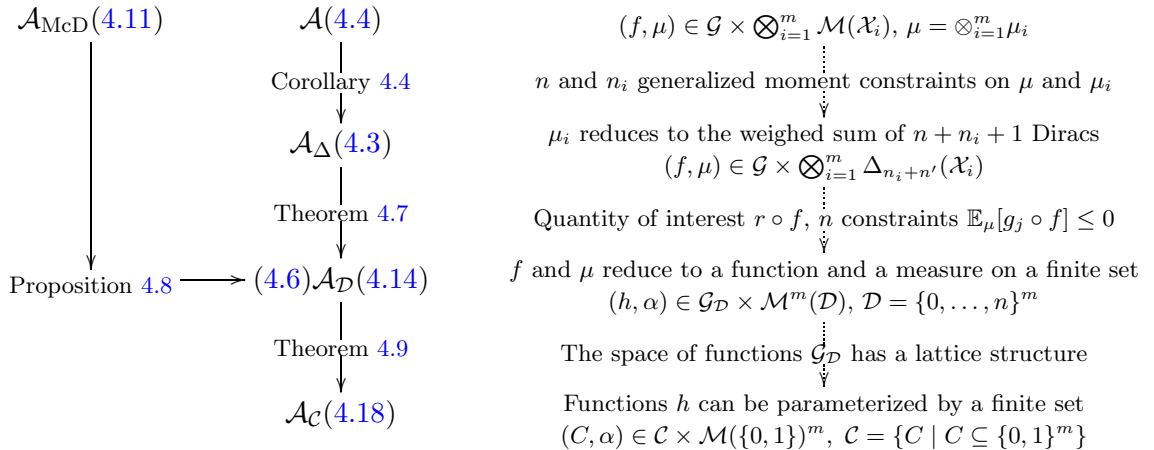 𝒜_McD(4.11)
𝒜(4.4)
Corollary 4.4
𝒜_Δ(4.3)
Theorem 4.7
Proposition 4.8
(4.6)𝒜_𝒟(4.14)
Theorem 4.9
𝒜_𝒞(4.18)
(f, μ) ∈ 𝒢 × ⨂_{i=1}^m ℳ(𝒳_i), μ = ⊗_{i=1}^m μ_i
n and n_i generalized moment constraints on μ and μ_i
μ_i reduces to the weighed sum of n + n_i + 1 Diracs
(f, μ) ∈ 𝒢 × ⨂_{i=1}^m Δ_{n_i+n′}(𝒳_i)
Quantity of interest r ∘ f, n constraints 𝔼_μ[g_j ∘ f] ≤ 0
f and μ reduce to a function and a measure on a finite set
(h, α) ∈ 𝒢_𝒟 × ℳ^m(𝒟), 𝒟 = {0, . . . , n}^m
The space of functions 𝒢_𝒟 has a lattice structure
Functions h can be parameterized by a finite set
(C, α) ∈ 𝒞 × ℳ({0, 1})^m, 𝒞 = {C | C ⊆ {0, 1}^m}